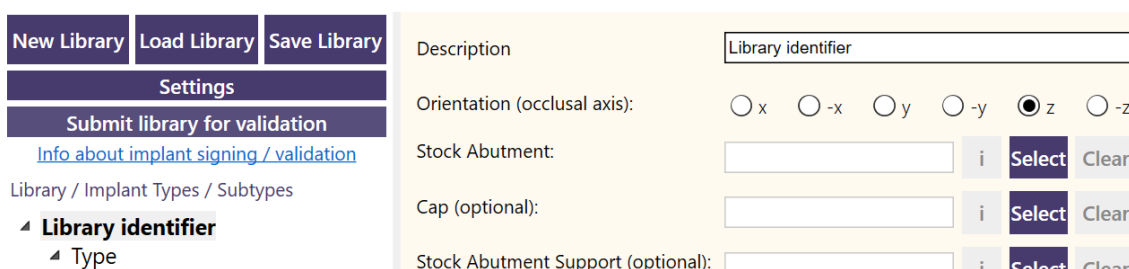 New Library Load Library Save Library
Settings
Submit library for validation
Info about implant signing / validation
Library / Implant Types / Subtypes
Library identifier
Type
Description Library identifier
Orientation (occlusal axis): x -x y -y z -z
Stock Abutment: i Select Clear
Cap (optional): i Select Clear
Stock Abutment Support (optional): i Select Clear